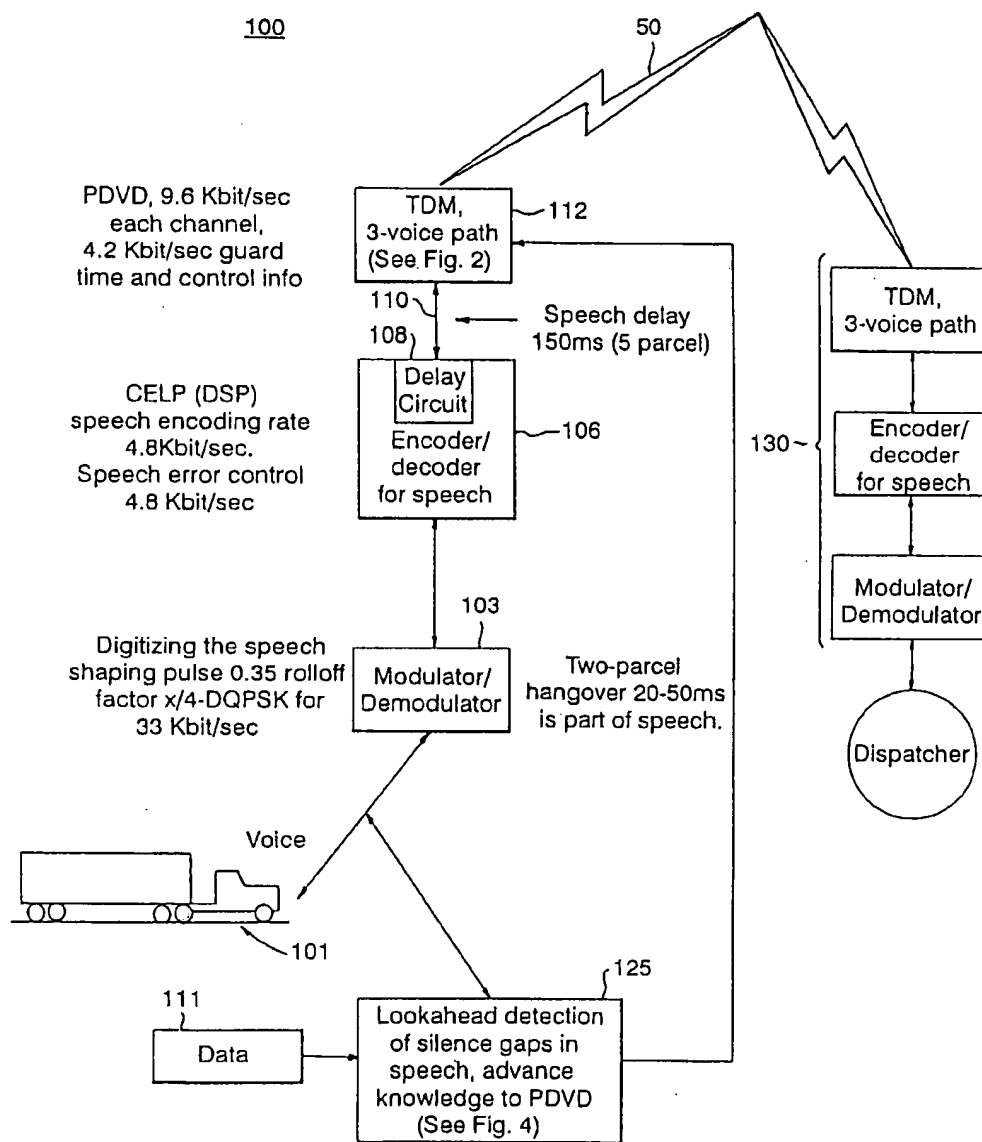 100
50
PDVD, 9.6 Kbit/sec
each channel,
4.2 Kbit/sec guard
time and control info
TDM,
3-voice path
(See Fig. 2)
112
110
Speech delay
150ms (5 parcel)
108
Delay
Circuit
Encoder/
decoder
for speech
106
CELP (DSP)
speech encoding rate
4.8Kbit/sec.
Speech error control
4.8 Kbit/sec
TDM,
3-voice path
130
Encoder/
decoder
for speech
Modulator/
Demodulator
Dispatcher
103
Digitizing the speech
shaping pulse 0.35 rolloff
factor x/4-DQPSK for
33 Kbit/sec
Modulator/
Demodulator
Two-parcel
hangover 20-50ms
is part of speech.
Voice
101
111
Data
125
Lookahead detection
of silence gaps in
speech, advance
knowledge to PDVD
(See Fig. 4)